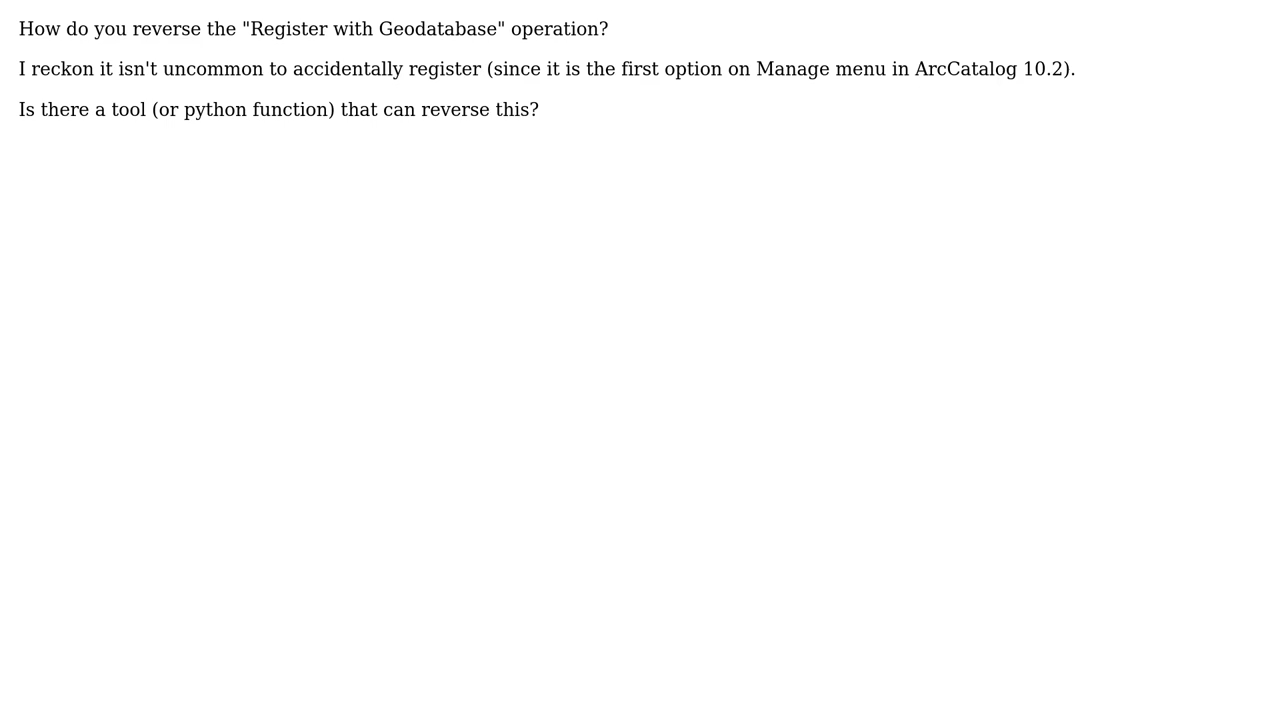 How do you reverse the "Register with Geodatabase" operation?
I reckon it isn't uncommon to accidentally register (since it is the first option on Manage menu in ArcCatalog 10.2).
Is there a tool (or python function) that can reverse this?